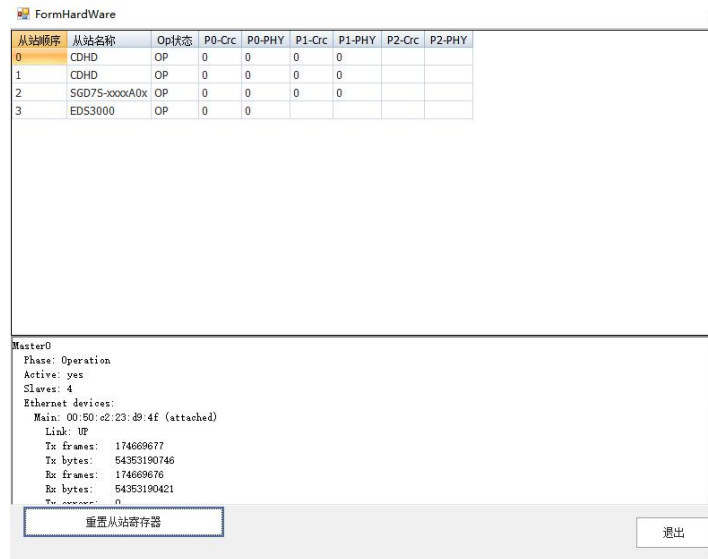 FormHardWare
从站顺序 从站名称 Op状态 P0-Crc P0-PHY P1-Crc P1-PHY P2-Crc P2-PHY
0 CDHD OP 0 0 0 0
1 CDHD OP 0 0 0 0
2 SGD7S-xxxxA0x OP 0 0 0 0
3 EDS3000 OP 0 0
Master0
Phase: Operation
Active: yes
Slaves: 4
Ethernet devices:
Main: 00:50:c2:23:d9:4f (attached)
Link: UP
Tx frames: 174669677
Tx bytes: 54353190746
Rx frames: 174669676
Rx bytes: 54353190421
Tx errors: 0
重置从站寄存器
退出